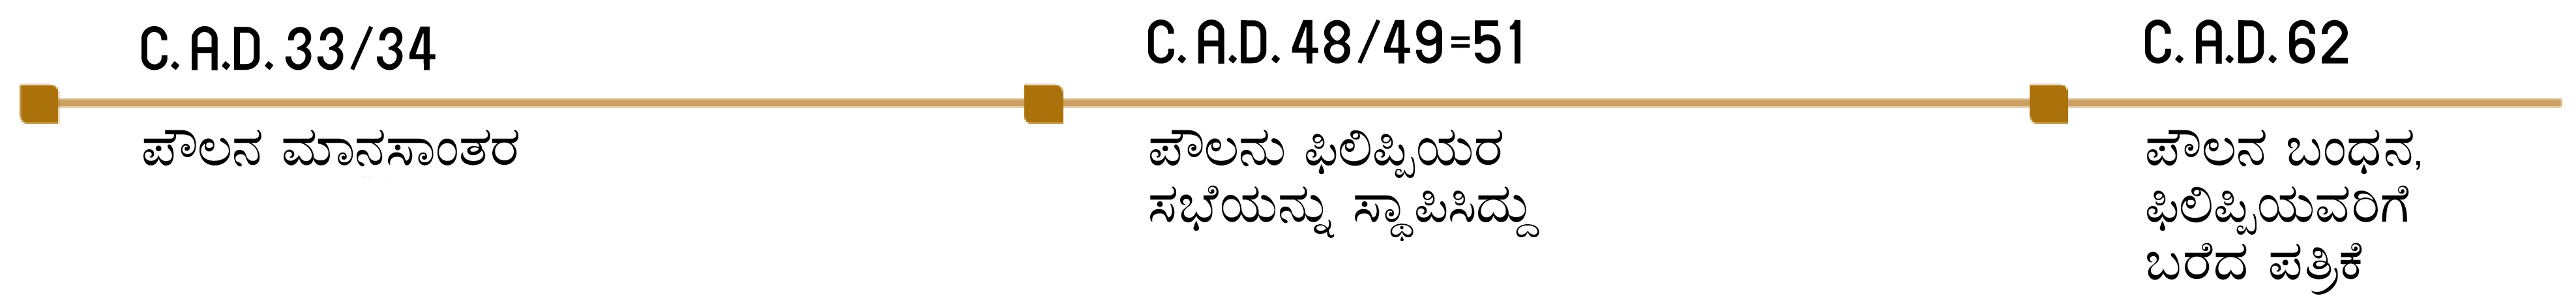 C. A.D. 33/34
ಪೌಲನ ಮಾನಸಾಂತರ
C. A.D. 48/49=51
ಪೌಲನು ಫಿಲಿಪ್ಪಿಯರ
ಸಭೆಯನ್ನು ಸ್ಥಾಪಿಸಿದ್ದು
C. A.D. 62
ಪೌಲನ ಬಂಧನ,
ಫಿಲಿಪ್ಪಿಯವರಿಗೆ
ಬರೆದ ಪತ್ರಿಕೆ